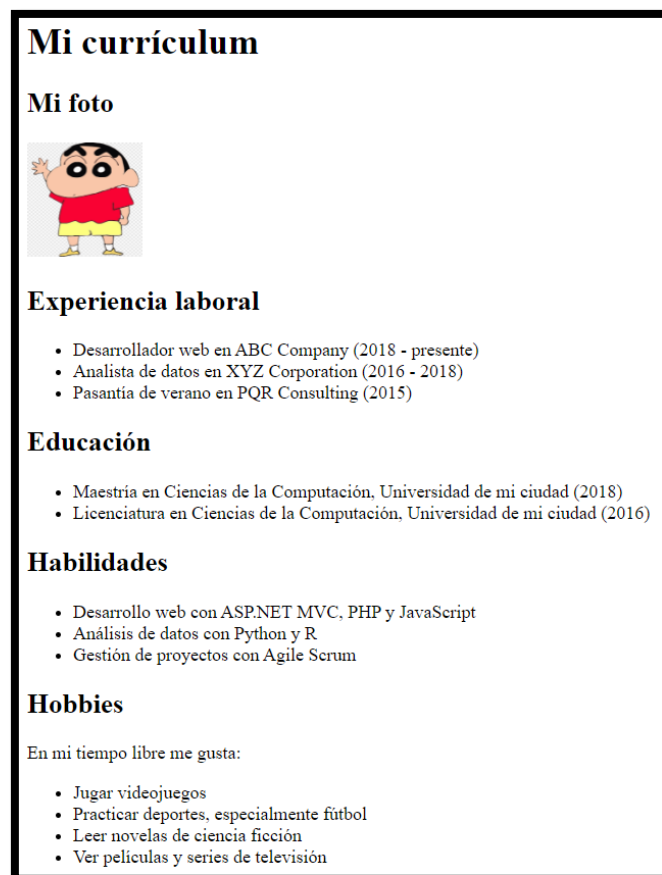 Mi currículum
Mi foto
Experiencia laboral
Desarrollador web en ABC Company (2018 - presente)
Analista de datos en XYZ Corporation (2016 - 2018)
Pasantía de verano en PQR Consulting (2015)
Educación
Maestría en Ciencias de la Computación, Universidad de mi ciudad (2018)
Licenciatura en Ciencias de la Computación, Universidad de mi ciudad (2016)
Habilidades
Desarrollo web con ASP.NET MVC, PHP y JavaScript
Análisis de datos con Python y R
Gestión de proyectos con Agile Scrum
Hobbies
En mi tiempo libre me gusta:
Jugar videojuegos
Practicar deportes, especialmente fútbol
Leer novelas de ciencia ficción
Ver películas y series de televisión